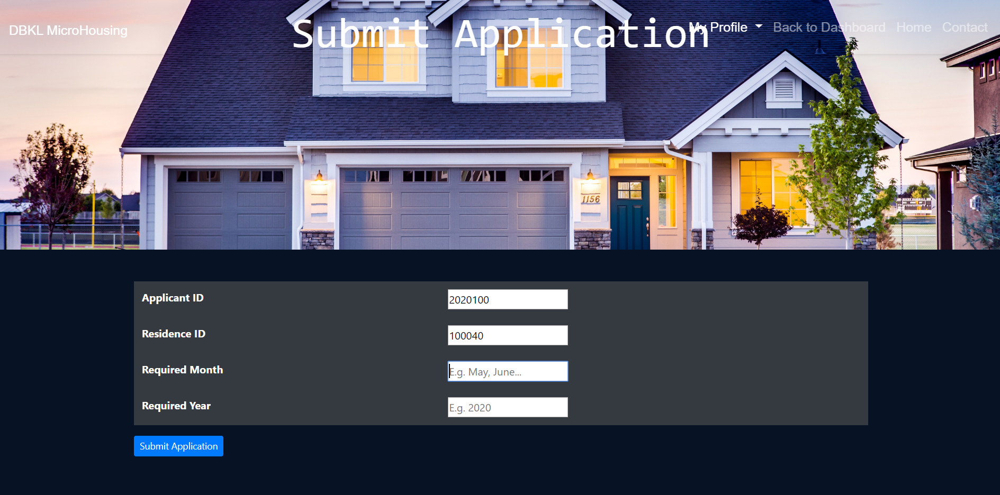 DBKL MicroHousing
Submit Application
My Profile Back to Dashboard Home Contact
1156
Applicant ID 2020100
Residence ID 100040
Required Month E.g. May, June...
Required Year E.g. 2020
Submit Application